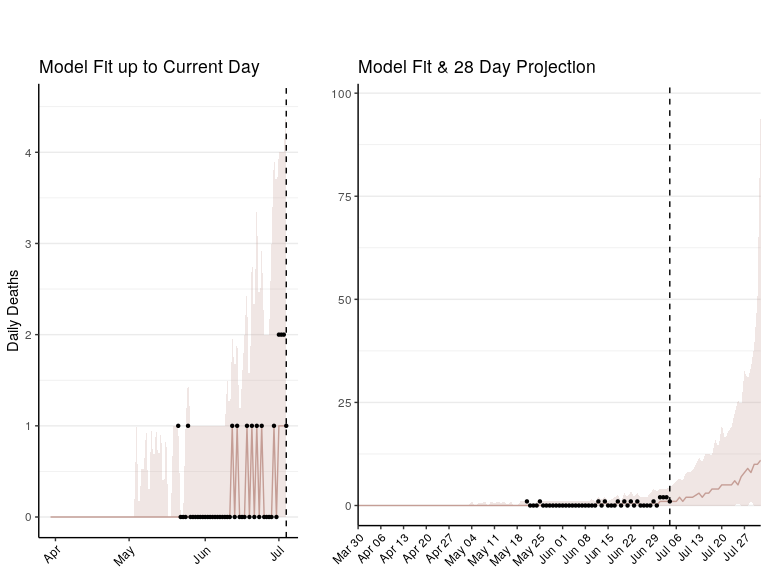 Model Fit up to Current Day
Daily Deaths
4
3
2
1
0
Apr
May
Jun
Jul
Model Fit & 28 Day Projection
100
75
50
25
0
Mar 30
Apr 06
Apr 13
Apr 20
Apr 27
May 04
May 11
May 18
May 25
Jun 01
Jun 08
Jun 15
Jun 22
Jun 29
Jul 06
Jul 13
Jul 20
Jul 27